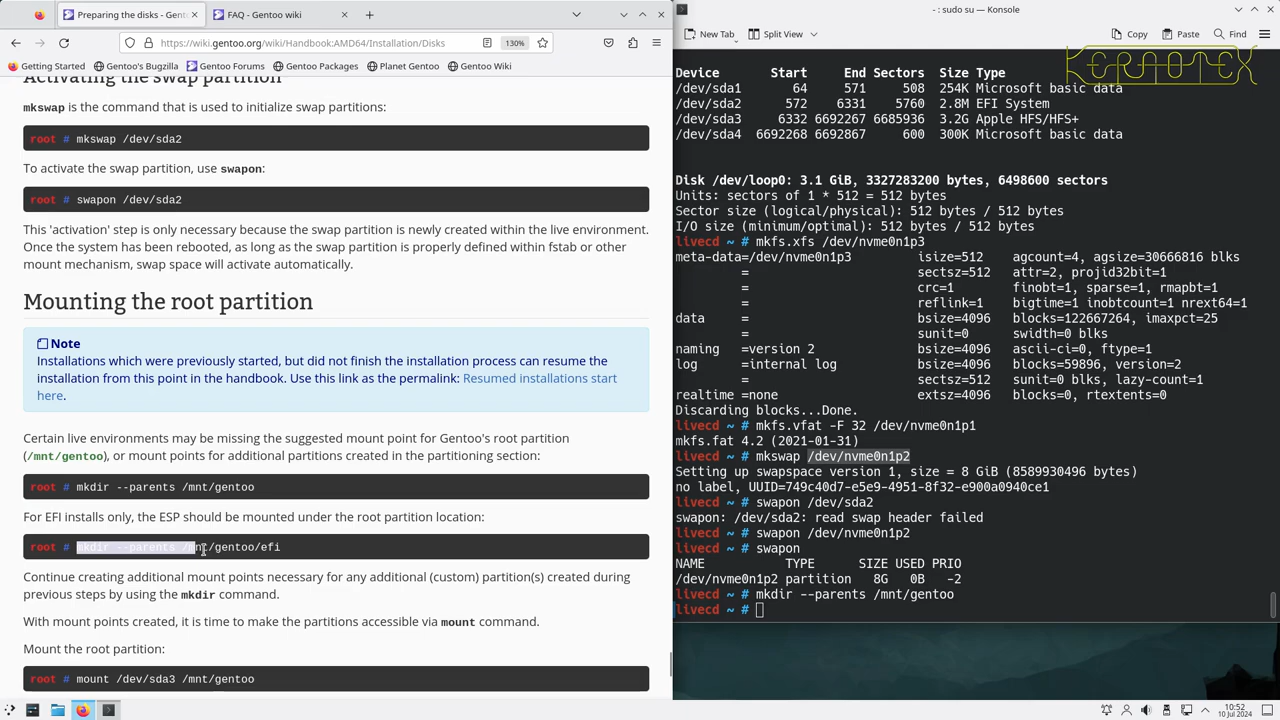 Preparing the disks - Gent
FAQ - Gentoo wiki
https://wiki.gentoo.org/wiki/Handbook:AMD64/Installation/Disks
130%
Getting Started
Gentoo's Bugzilla
Gentoo Forums
Gentoo Packages
Planet Gentoo
Gentoo Wiki
Activating the swap partition
mkswap is the command that is used to initialize swap partitions:
root # mkswap /dev/sda2
To activate the swap partition, use swapon:
root # swapon /dev/sda2
This 'activation' step is only necessary because the swap partition is newly created within the live environment.
Once the system has been rebooted, as long as the swap partition is properly defined within fstab or other
mount mechanism, swap space will activate automatically.
Mounting the root partition
Note
Installations which were previously started, but did not finish the installation process can resume the
installation from this point in the handbook. Use this link as the permalink: Resumed installations start
here.
Certain live environments may be missing the suggested mount point for Gentoo's root partition
(/mnt/gentoo), or mount points for additional partitions created in the partitioning section:
root # mkdir --parents /mnt/gentoo
For EFI installs only, the ESP should be mounted under the root partition location:
root # mkdir --parents /mnt/gentoo/efi
Continue creating additional mount points necessary for any additional (custom) partition(s) created during
previous steps by using the mkdir command.
With mount points created, it is time to make the partitions accessible via mount command.
Mount the root partition:
root # mount /dev/sda3 /mnt/gentoo
- : sudo su — Konsole
New Tab
Split View
Copy
Paste
Find
KERNOTEX
Device Start End Sectors Size Type
/dev/sda1 64 571 508 254K Microsoft basic data
/dev/sda2 572 6331 5760 2.8M EFI System
/dev/sda3 6332 6692267 6685936 3.2G Apple HFS/HFS+
/dev/sda4 6692268 6692867 600 300K Microsoft basic data
Disk /dev/loop0: 3.1 GiB, 3327283200 bytes, 6498600 sectors
Units: sectors of 1 * 512 = 512 bytes
Sector size (logical/physical): 512 bytes / 512 bytes
I/O size (minimum/optimal): 512 bytes / 512 bytes
livecd ~ # mkfs.xfs /dev/nvme0n1p3
meta-data=/dev/nvme0n1p3 isize=512 agcount=4, agsize=30666816 blks
= sectsz=512 attr=2, projid32bit=1
= crc=1 finobt=1, sparse=1, rmapbt=1
= reflink=1 bigtime=1 inobtcount=1 nrext64=1
data = bsize=4096 blocks=122667264, imaxpct=25
= sunit=0 swidth=0 blks
naming =version 2 bsize=4096 ascii-ci=0, ftype=1
log =internal log bsize=4096 blocks=59896, version=2
= sectsz=512 sunit=0 blks, lazy-count=1
realtime =none extsz=4096 blocks=0, rtextents=0
Discarding blocks...Done.
livecd ~ # mkfs.vfat -F 32 /dev/nvme0n1p1
mkfs.fat 4.2 (2021-01-31)
livecd ~ # mkswap /dev/nvme0n1p2
Setting up swapspace version 1, size = 8 GiB (8589930496 bytes)
no label, UUID=749c40d7-e5e9-4951-8f32-e900a0940ce1
livecd ~ # swapon /dev/sda2
swapon: /dev/sda2: read swap header failed
livecd ~ # swapon /dev/nvme0n1p2
livecd ~ # swapon
NAME TYPE SIZE USED PRIO
/dev/nvme0n1p2 partition 8G 0B -2
livecd ~ # mkdir --parents /mnt/gentoo
livecd ~ #
10:52
10 Jul 2024